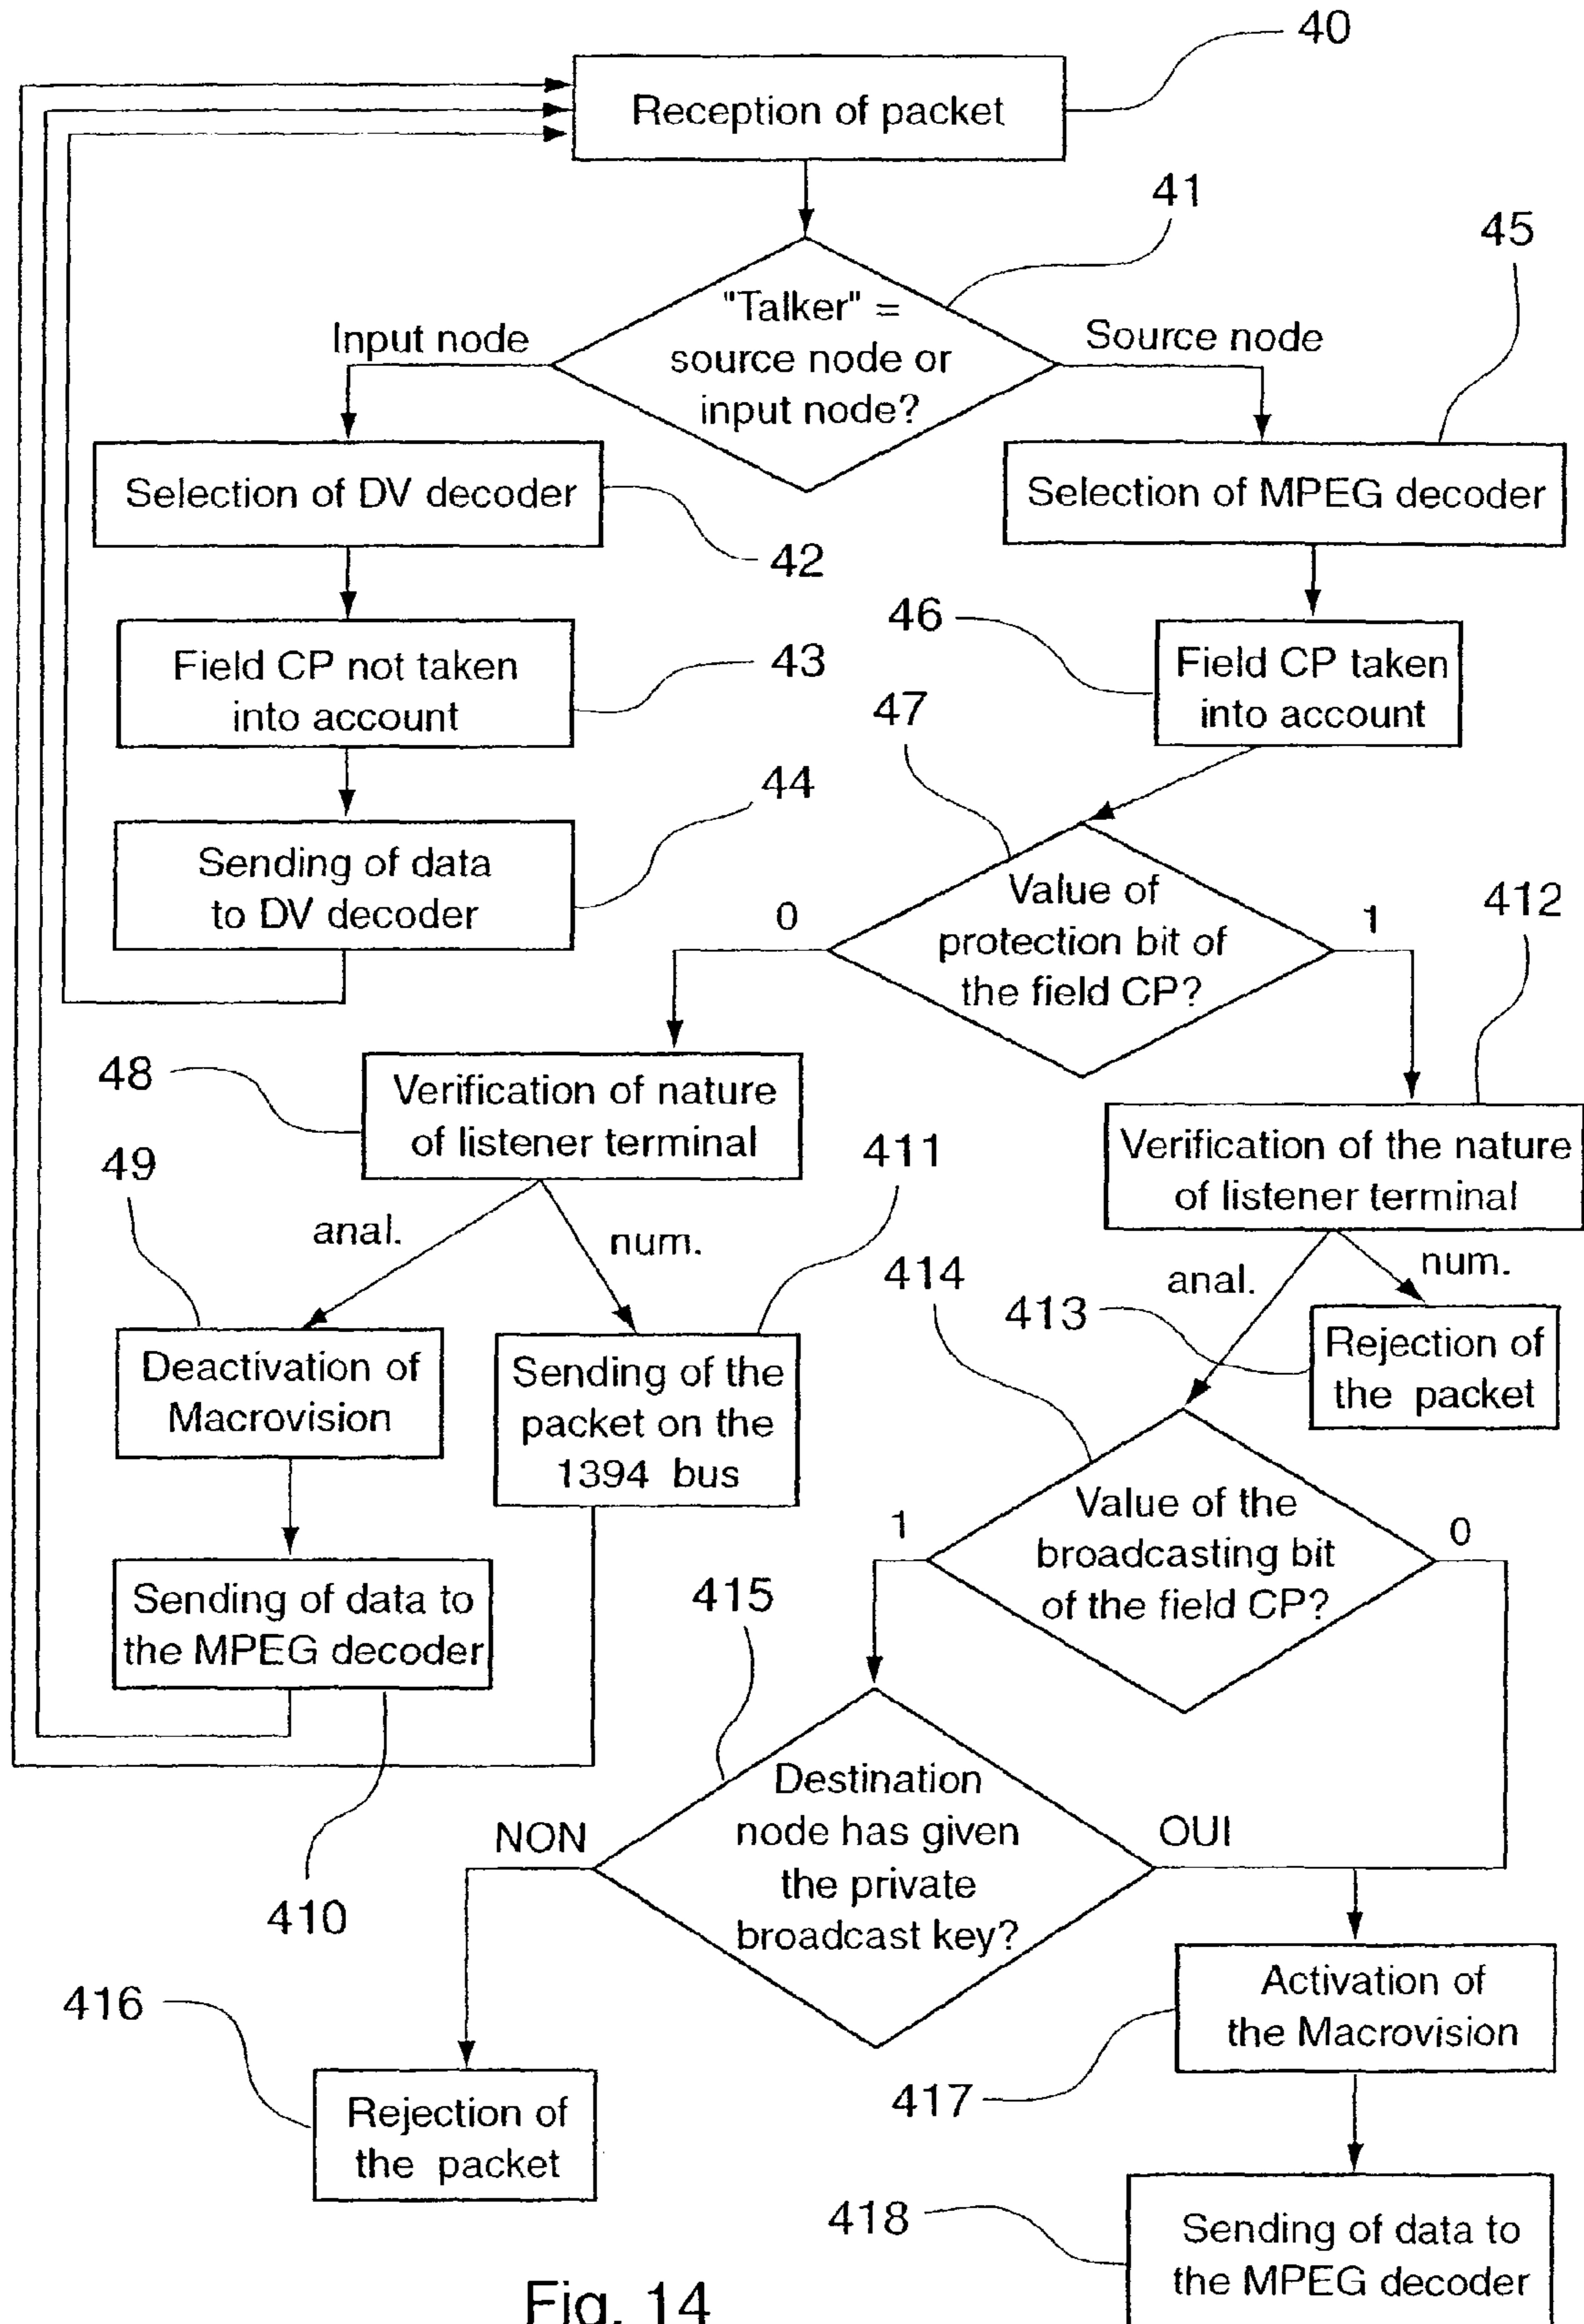 40
Reception of packet
41
45
"Talker" =
source node or
input node?
Input node
Source node
Selection of DV decoder
Selection of MPEG decoder
42
46
Field CP not taken
into account
43
Field CP taken
into account
47
44
Sending of data
to DV decoder
Value of
protection bit of
the field CP?
0
1
412
48
Verification of nature
of listener terminal
Verification of the nature
of listener terminal
49
411
anal.
num.
414
anal.
num.
413
Rejection of
the packet
Deactivation of
Macrovision
Sending of the
packet on the
1394 bus
Value of the
broadcasting bit
of the field CP?
1
0
Sending of data to
the MPEG decoder
415
Destination
node has given
the private
broadcast key?
NON
OUI
410
416
Activation of
the Macrovision
417
Rejection of
the packet
418
Sending of data to
the MPEG decoder
Fig. 14